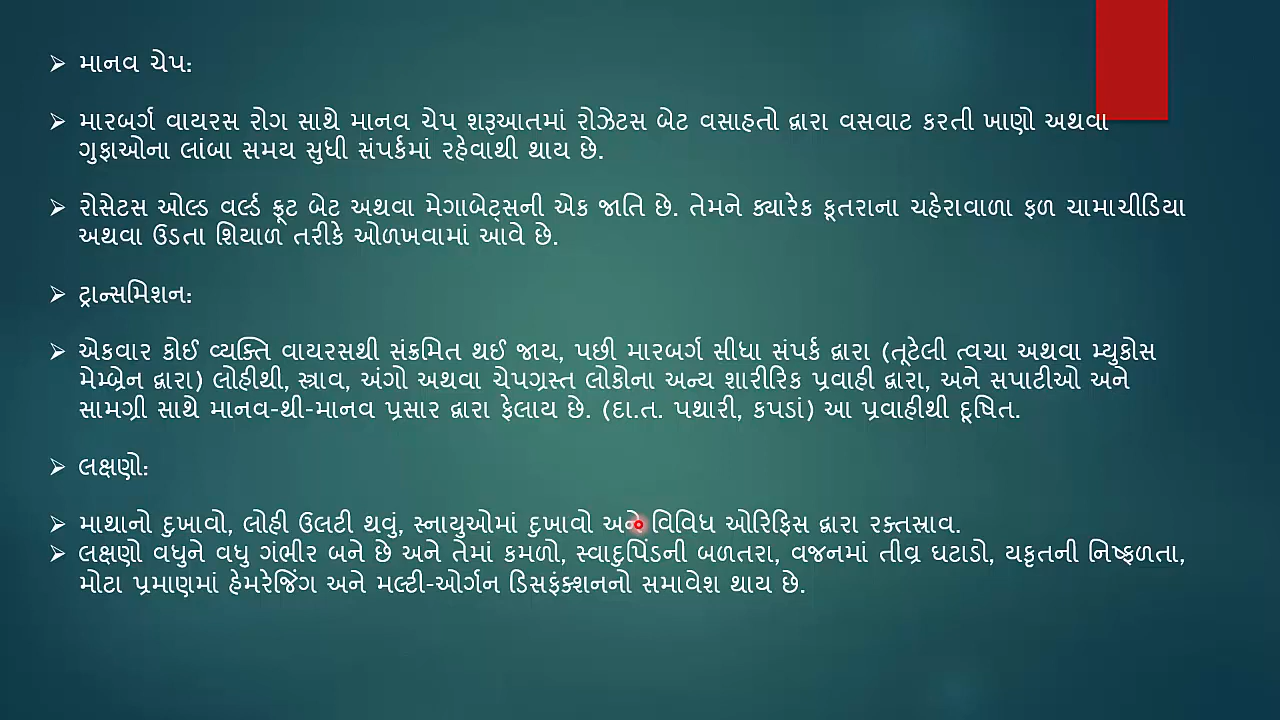 ➢ માનવ ચેપ:
➢ મારબર્ગ વાયરસ રોગ સાથે માનવ ચેપ શરૂઆતમાં રોઝેટસ બેટ વસાહતો દ્વારા વસવાટ કરતી ખાણો અથવા
ગુફાઓના લાંબા સમય સુધી સંપર્કમાં રહેવાથી થાય છે.
➢ રોસેટસ ઓલ્ડ વર્લ્ડ ફ્રૂટ બેટ અથવા મેગાબેટ્સની એક જાતિ છે. તેમને ક્યારેક કૂતરાના ચહેરાવાળા ફળ ચામાચીડિયા
અથવા ઉડતા શિયાળ તરીકે ઓળખવામાં આવે છે.
➢ ટ્રાન્સમિશન:
➢ એકવાર કોઈ વ્યક્તિ વાયરસથી સંક્રમિત થઈ જાય, પછી મારબર્ગ સીધા સંપર્ક દ્વારા (તૂટેલી ત્વચા અથવા મ્યુકોસ
મેમ્બ્રેન દ્વારા) લોહીથી, સ્ત્રાવ, અંગો અથવા ચેપગ્રસ્ત લોકોના અન્ય શારીરિક પ્રવાહી દ્વારા, અને સપાટીઓ અને
સામગ્રી સાથે માનવ-થી-માનવ પ્રસાર દ્વારા ફેલાય છે. (દા.ત. પથારી, કપડાં) આ પ્રવાહીથી દૂષિત.
➢ લક્ષણો:
➢ માથાનો દુખાવો, લોહી ઉલટી થવું, સ્નાયુઓમાં દુખાવો અને વિવિધ ઓરિફિસ દ્વારા રક્તસ્રાવ.
➢ લક્ષણો વધુને વધુ ગંભીર બને છે અને તેમાં કમળો, સ્વાદુપિંડની બળતરા, વજનમાં તીવ્ર ઘટાડો, યકૃતની નિષ્ફળતા,
મોટા પ્રમાણમાં હેમરેજિંગ અને મલ્ટી-ઓર્ગન ડિસફંક્શનનો સમાવેશ થાય છે.